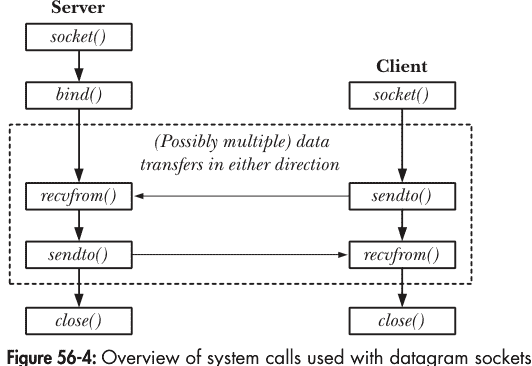 Server
socket()
bind()
Client
socket()
(Possibly multiple) data
transfers in either direction
recvfrom()
sendto()
sendto()
recvfrom()
close()
close()
Figure 56-4: Overview of system calls used with datagram sockets